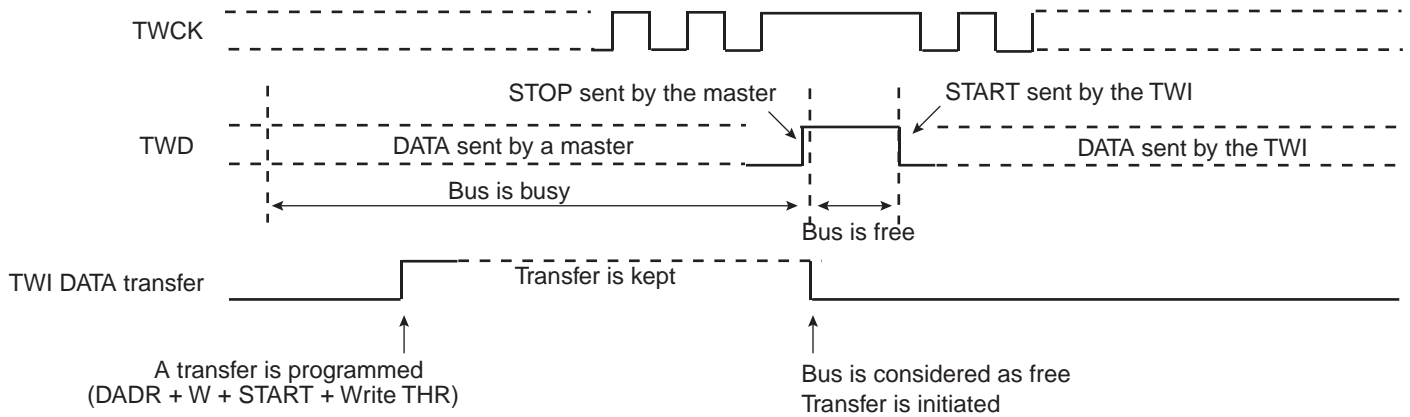 TWCK
STOP sent by the master
START sent by the TWI
TWD
DATA sent by a master
DATA sent by the TWI
Bus is busy
Bus is free
TWI DATA transfer
Transfer is kept
A transfer is programmed
(DADR + W + START + Write THR)
Bus is considered as free
Transfer is initiated